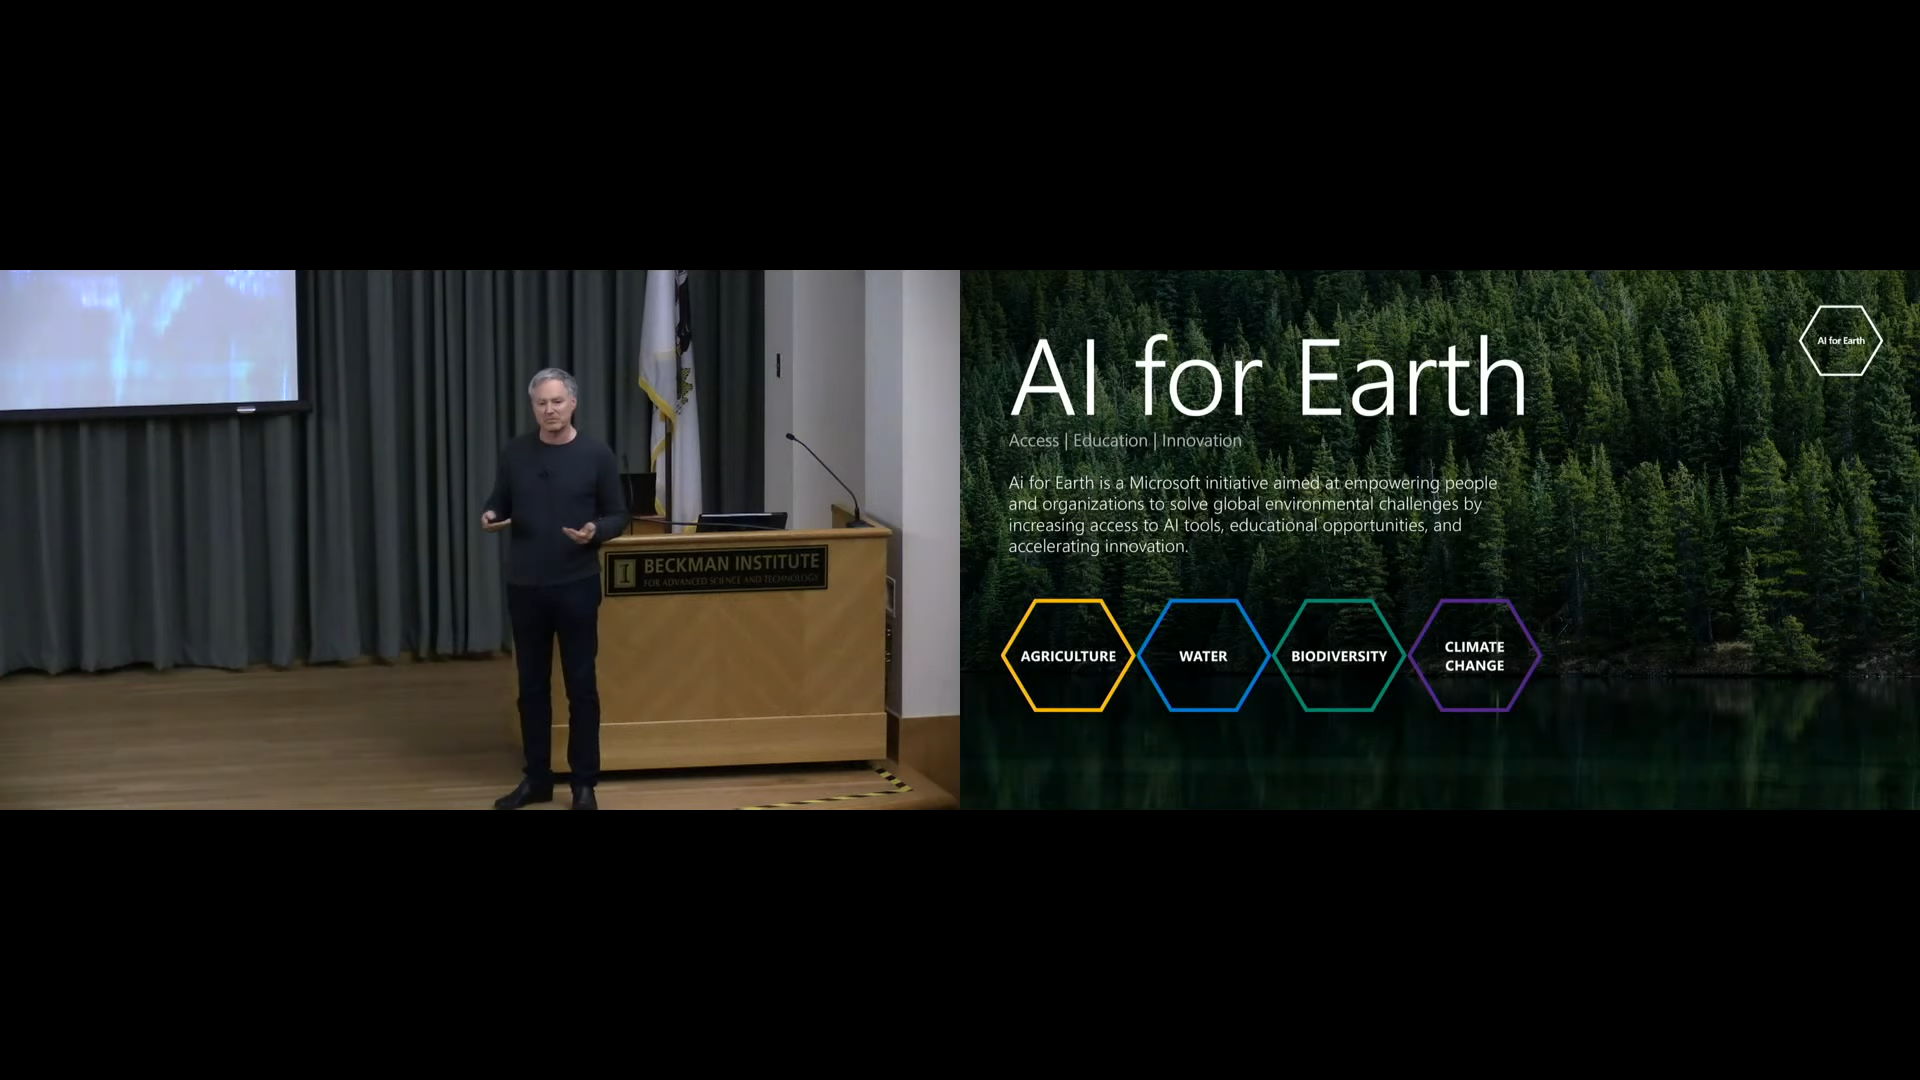 I BECKMAN INSTITUTE
FOR ADVANCED SCIENCE AND TECHNOLOGY
AI for Earth
AI for Earth
Access | Education | Innovation
Ai for Earth is a Microsoft initiative aimed at empowering people
and organizations to solve global environmental challenges by
increasing access to AI tools, educational opportunities, and
accelerating innovation.
AGRICULTURE
WATER
BIODIVERSITY
CLIMATE
CHANGE